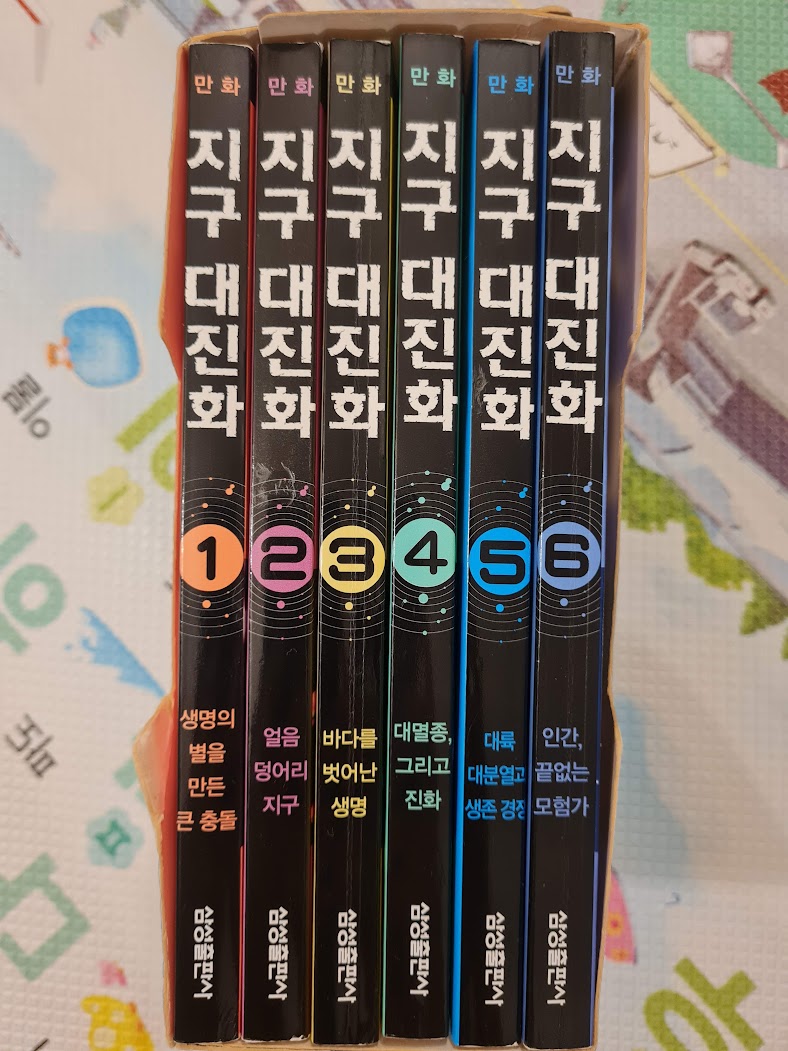 만화
지구
대진화
1
생명의
별을
만든
큰 충돌
삼성출판사
만화
지구
대진화
2
얼음
덩어리
지구
삼성출판사
만화
지구
대진화
3
바다를
벗어난
생명
삼성출판사
만화
지구
대진화
4
대멸종,
그리고
진화
삼성출판사
만화
지구
대진화
5
대륙
대분열과
생존 경쟁
삼성출판사
만화
지구
대진화
6
인간,
끝없는
모험가
삼성출판사